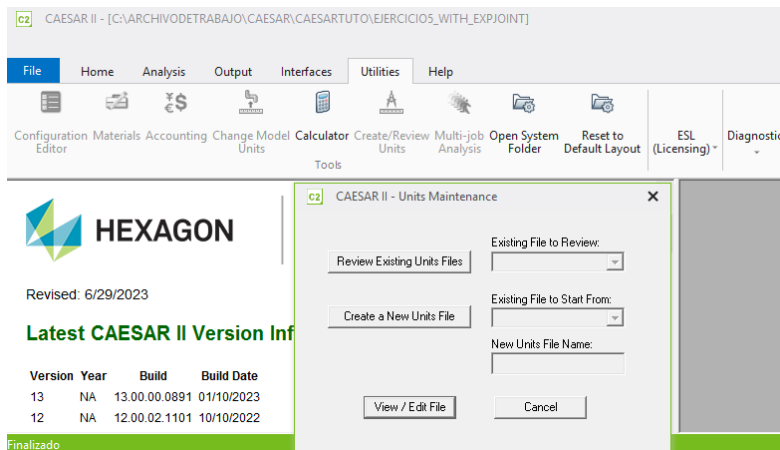 C2 CAESAR II - [C:\ARCHIVODETRABAJO\CAESAR\CAESARTUTO\EJERCICIO5_WITH_EXPJOINT]
File Home Analysis Output Interfaces Utilities Help
Configuration Editor
Materials
Accounting
Change Model Units
Calculator
Create/Review Units
Multi-job Analysis
Open System Folder
Reset to Default Layout
ESL (Licensing)
Diagnostic
Tools
HEXAGON
Revised: 6/29/2023
Latest CAESAR II Version Inf
Version Year Build Build Date
13 NA 13.00.00.0891 01/10/2023
12 NA 12.00.02.1101 10/10/2022
C2 CAESAR II - Units Maintenance
Review Existing Units Files
Existing File to Review:
Create a New Units File
Existing File to Start From:
New Units File Name:
View / Edit File
Cancel
Finalizado